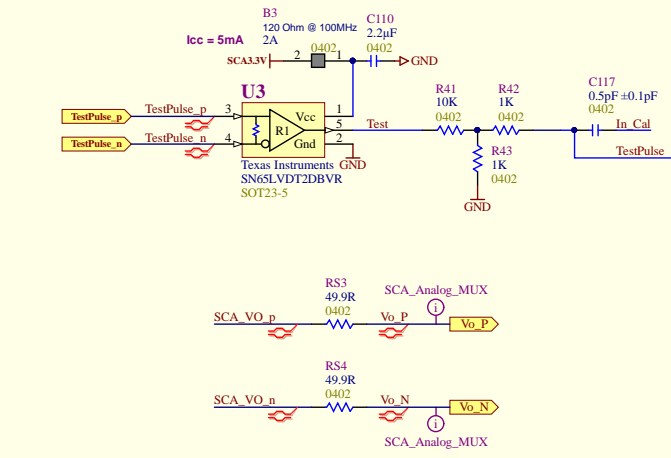 B3
120 Ohm @ 100MHz
Icc = 5mA
2A
0402
C110
2.2µF
0402
SCA3.3V
2
1
GND
U3
TestPulse_p
TestPulse_p
3
Vcc
1
R1
5
Test
TestPulse_n
TestPulse_n
4
Gnd
2
GND
Texas Instruments
SN65LVDT2DBVR
SOT23-5
R41
10K
0402
R42
1K
0402
R43
1K
0402
GND
C117
0.5pF ±0.1pF
0402
In_Cal
TestPulse
RS3
49.9R
0402
SCA_VO_p
Vo_P
SCA_Analog_MUX
i
Vo_P
RS4
49.9R
0402
SCA_VO_n
Vo_N
i
Vo_N
SCA_Analog_MUX